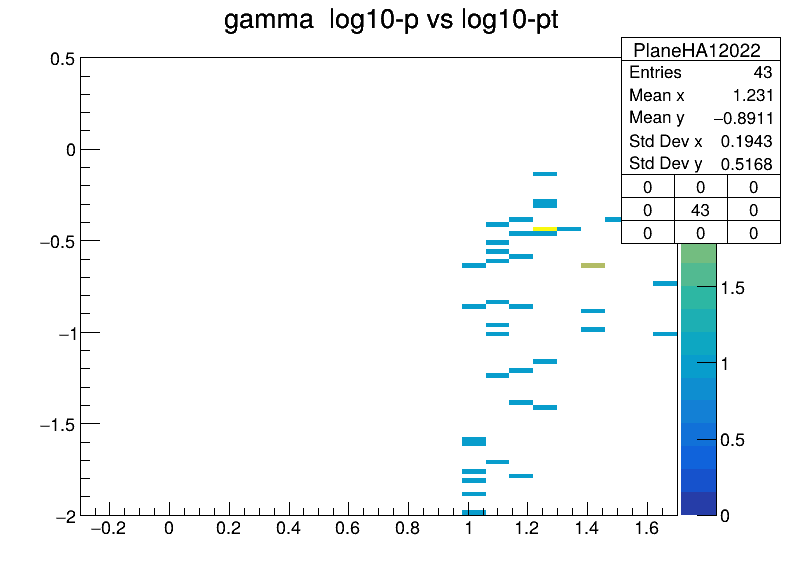 gamma  log10-p vs log10-pt
PlaneHA12022
Entries 43
Mean x 1.231
Mean y −0.8911
Std Dev x 0.1943
Std Dev y 0.5168
0 0 0
0 43 0
0 0 0
0.5
0
−0.5
−1
−1.5
−2
1.5
1
0.5
0
−0.2 0 0.2 0.4 0.6 0.8 1 1.2 1.4 1.6